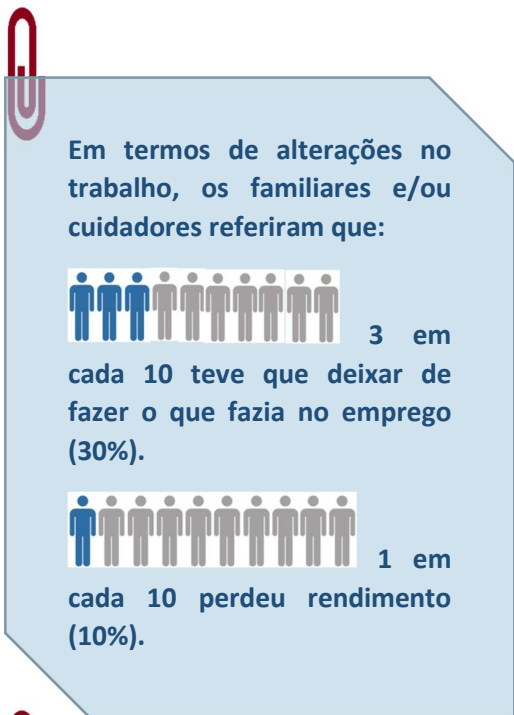 Em termos de alterações no
trabalho, os familiares e/ou
cuidadores referiram que:
3 em
cada 10 teve que deixar de
fazer o que fazia no emprego
(30%).
1 em
cada 10 perdeu rendimento
(10%).